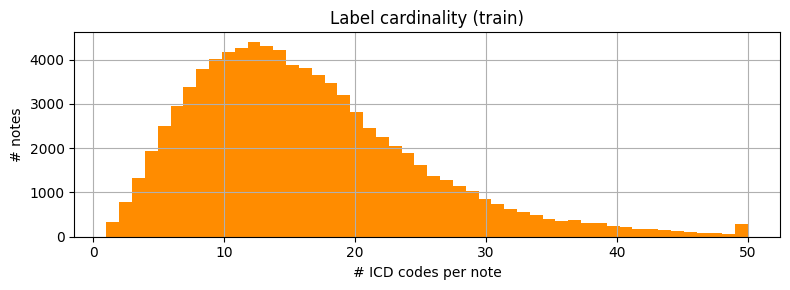 Label cardinality (train)
# notes
4000
3000
2000
1000
0
0 10 20 30 40 50
# ICD codes per note